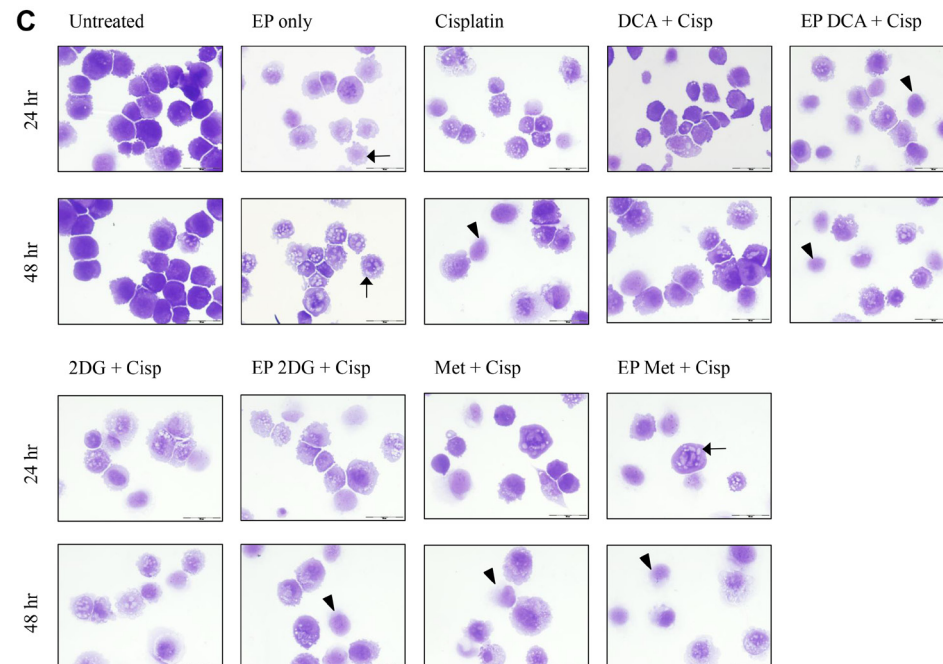 C
Untreated EP only Cisplatin DCA + Cisp EP DCA + Cisp
24 hr
48 hr
2DG + Cisp EP 2DG + Cisp Met + Cisp EP Met + Cisp
24 hr
48 hr